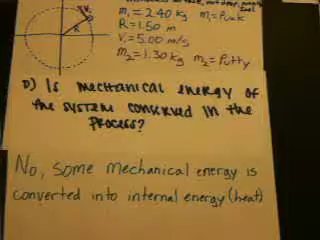 m₁ = 2.40 kg m₁=Puck
R = 1.50 m
V₁ = 5.00 m/s
m₂ = 1.30 kg m₂ = Putty
V₁
R
D) Is mechanical energy of
the system conserved in the
process?
No, some mechanical energy is
converted into internal energy (heat)